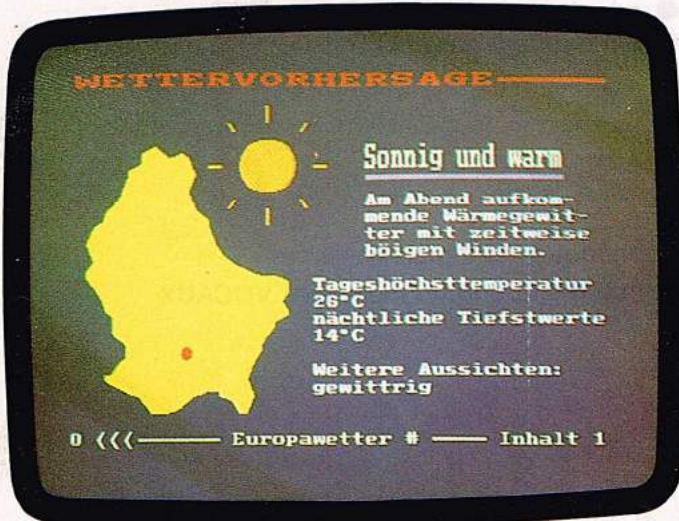 WETTERVORHERSAGE
Sonnig und warm
Am Abend aufkom-
mende Wärmegewit-
ter mit zeitweise
böigen Winden.
Tageshöchsttemperatur
26°C
nächtliche Tiefstwerte
14°C
Weitere Aussichten:
gewittrig
0 <<<—— Europawetter # —— Inhalt 1